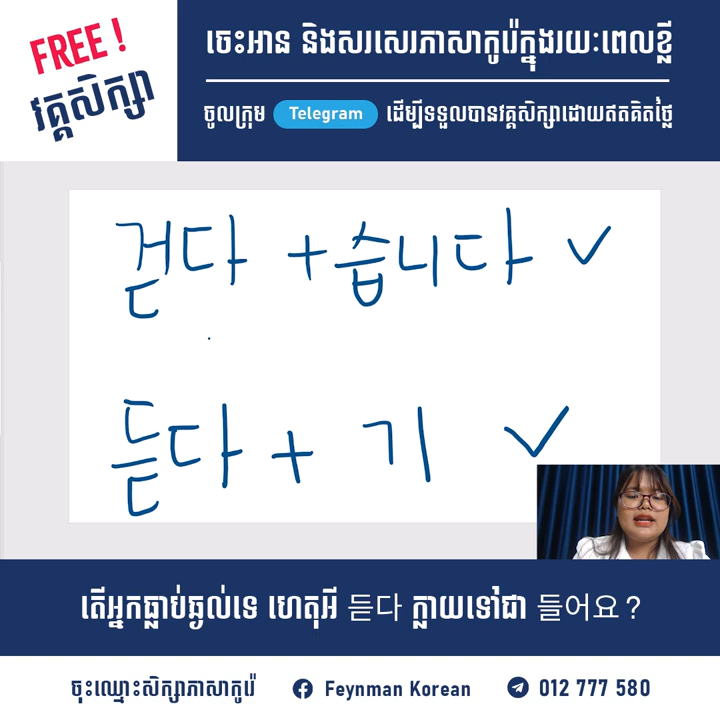 FREE !
វគ្គសិក្សា
ចេះអាន និងសរសេរភាសាកូរ៉េក្នុងរយៈពេលខ្លី
ចូលក្រុម Telegram ដើម្បីទទួលបានវគ្គសិក្សាដោយឥតគិតថ្លៃ
걷다 + 습니다 ✓
듣다 + 기 ✓
តើអ្នកធ្លាប់ឆ្ងល់ទេ ហេតុអី 듣다 ក្លាយទៅជា 들어요 ?
ចុះឈ្មោះសិក្សាភាសាកូរ៉េ Feynman Korean 012 777 580